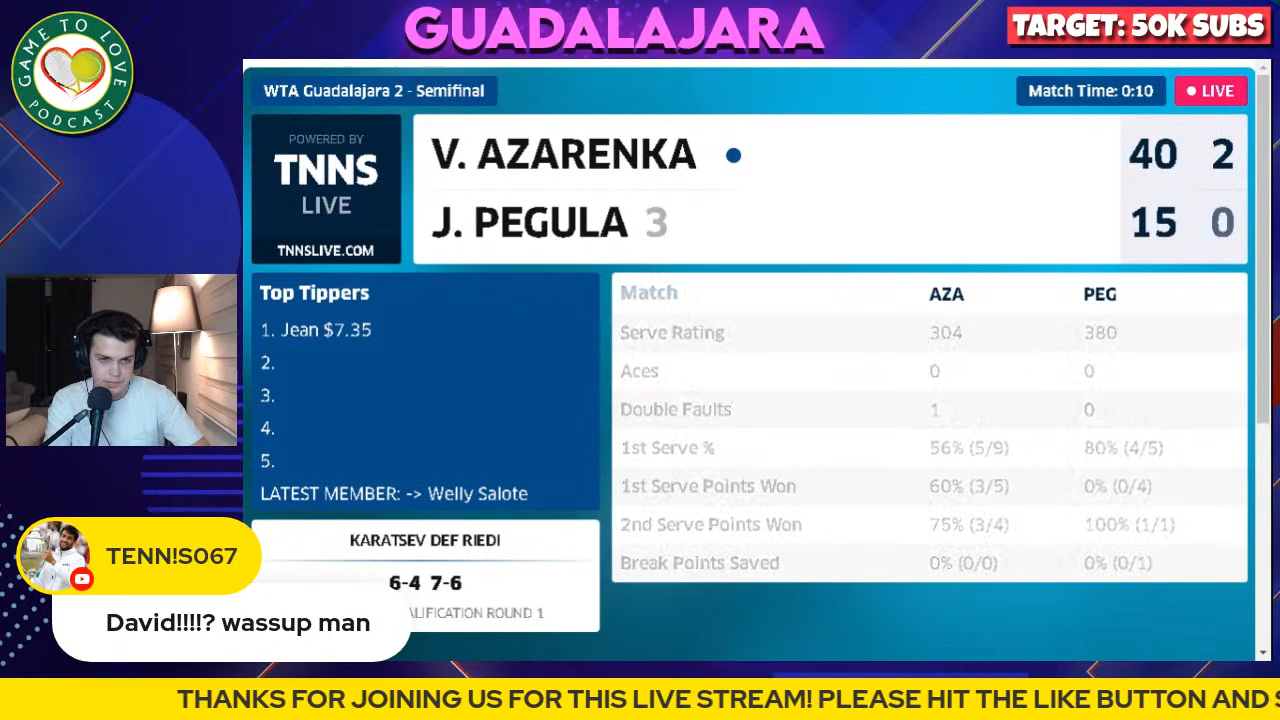 GUADALAJARA
TARGET: 50K SUBS
GAME TO LOVE
PODCAST
WTA Guadalajara 2 - Semifinal
Match Time: 0:10
LIVE
POWERED BY
TNNS
LIVE
TNNSLIVE.COM
V. AZARENKA 40 2
J. PEGULA 3 15 0
Top Tippers
1. Jean $7.35
2.
3.
4.
5.
LATEST MEMBER: -> Welly Salote
Match AZA PEG
Serve Rating 304 380
Aces 0 0
Double Faults 1 0
1st Serve % 56% (5/9) 80% (4/5)
1st Serve Points Won 60% (3/5) 0% (0/4)
2nd Serve Points Won 75% (3/4) 100% (1/1)
Break Points Saved 0% (0/0) 0% (0/1)
KARATSEV DEF RIEDI
6-4 7-6
ALIFICATION ROUND 1
TENN!S067
David!!!!? wassup man
THANKS FOR JOINING US FOR THIS LIVE STREAM! PLEASE HIT THE LIKE BUTTON AND S